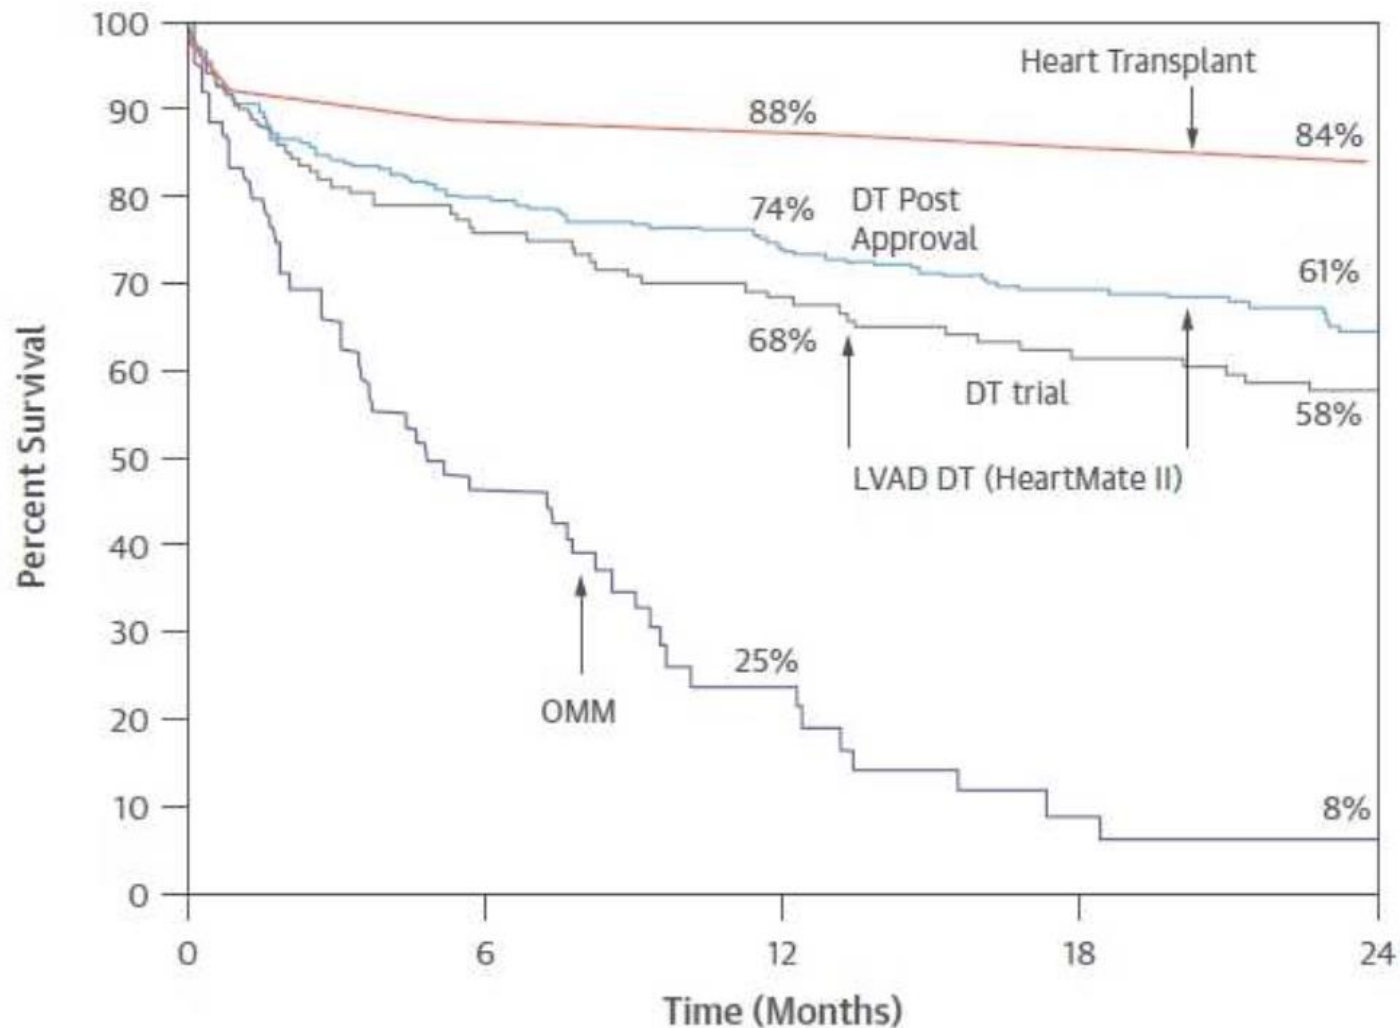 100
Heart Transplant
90
88%
84%
80
74%
DT Post
Approval
70
61%
68%
60
DT trial
58%
50
LVAD DT (HeartMate II)
40
30
25%
OMM
20
10
8%
0
Percent Survival
0 6 12 18 24
Time (Months)